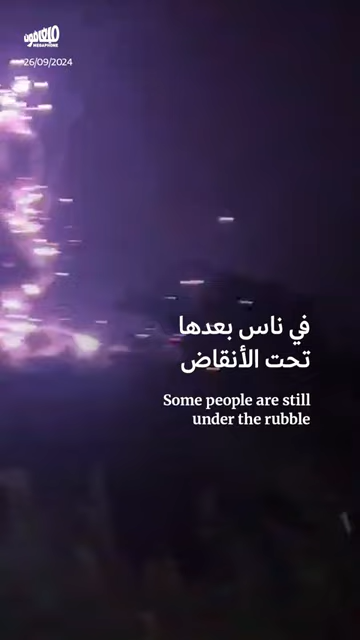 ميغافون
MEGAPHONE
26/09/2024
في ناس بعدها
تحت الأنقاض
Some people are still
under the rubble